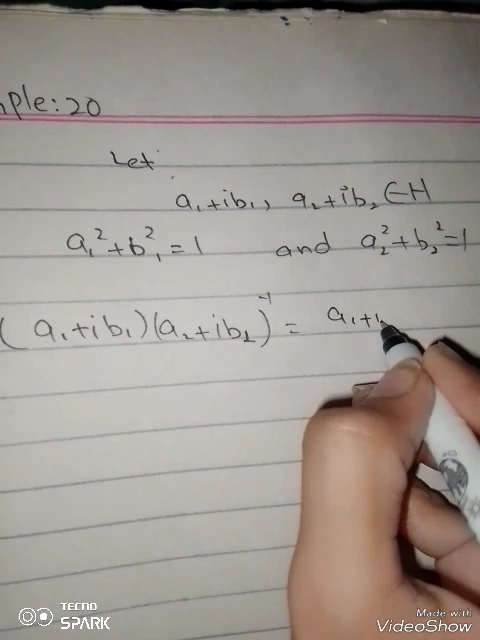 mple: 20
Let
a₁+ib₁, a₂+ib₂ ∈ H
a₁²+b₁²=1 and a₂²+b₂²=1
(a₁+ib₁)(a₂+ib₂)⁻¹ = a₁+i
TECNO
SPARK
Made with
VideoShow